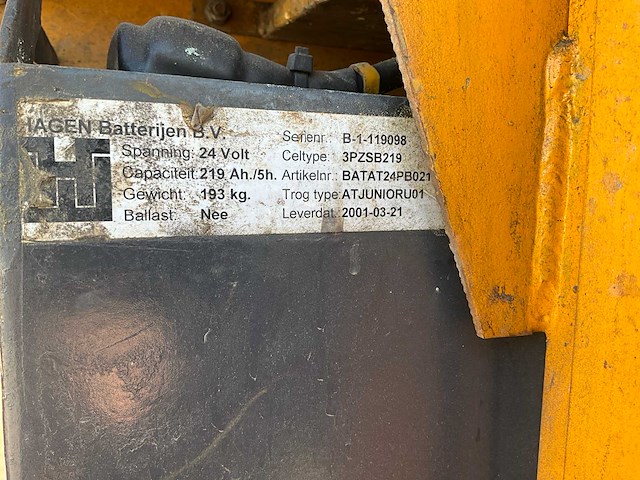 HAGEN Batterijen B.V.
Spanning: 24 Volt
Capaciteit: 219 Ah./5h.
Gewicht: 193 kg.
Ballast: Nee
Serienr.: B-1-119098
Celtype: 3PZSB219
Artikelnr.: BATAT24PB021
Trog type: ATJUNIORU01
Leverdat.: 2001-03-21